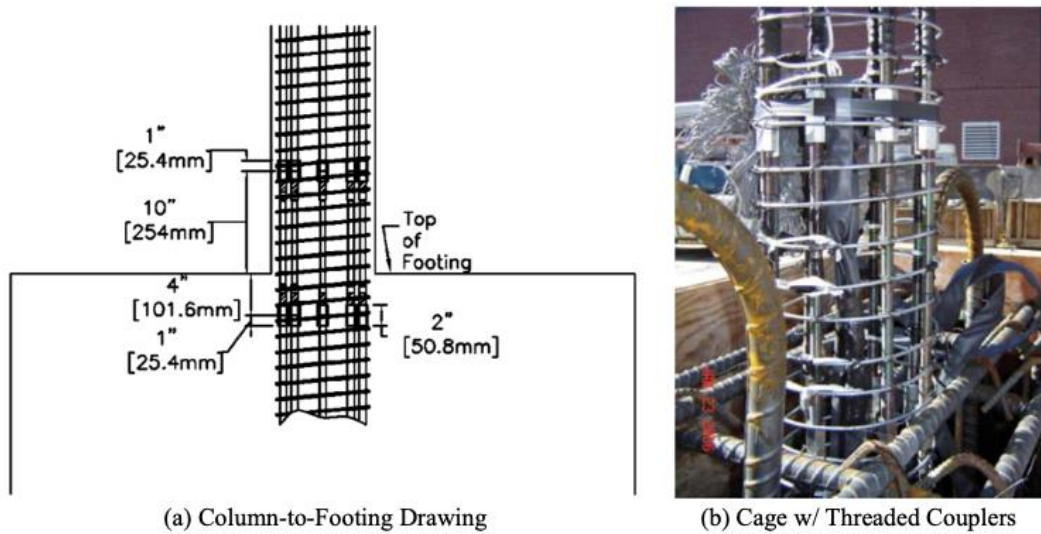 1”
[25.4mm]
10”
[254mm]
Top
of
Footing
4”
[101.6mm]
1”
[25.4mm]
2”
[50.8mm]
(a) Column-to-Footing Drawing
(b) Cage w/ Threaded Couplers